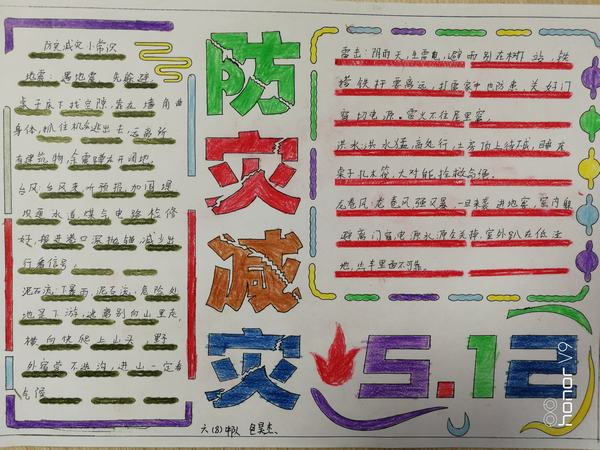 防灾减灾小常识
地震:遇地震,先躲避,
桌子床下找空隙,靠在墙角曲
身体,抓住机会逃出去,远离所
有建筑物,余震蹲在开阔地。
台风:台风来听预报,加固堤
坝通水道,煤气电路检修
好,船进港口深抛锚,减少出
行看信号。
泥石流:下暴雨,泥石流,危险处
地是下游,逃离别向山里走,
横向快爬上山头,野
外宿营不选沟,进山一定看
气候
防灾减灾
雷击:阴雨天,生雷电,避雨别在树下站,铁
塔铁杆要离远,打雷家中也防患,关好门
窗切电源,雷火不住屋里窜。
洪水:洪水猛,高处行,土房顶上待不成,睡床
桌子扎木筏,大树能拴救命绳。
龙卷风:龙卷风强风暴,一旦袭来进地窖,室内躲
避离门窗,电源水源全关掉,室外趴在低洼
地,汽车里面不可靠。
5.12
六(8)中队
honor V9